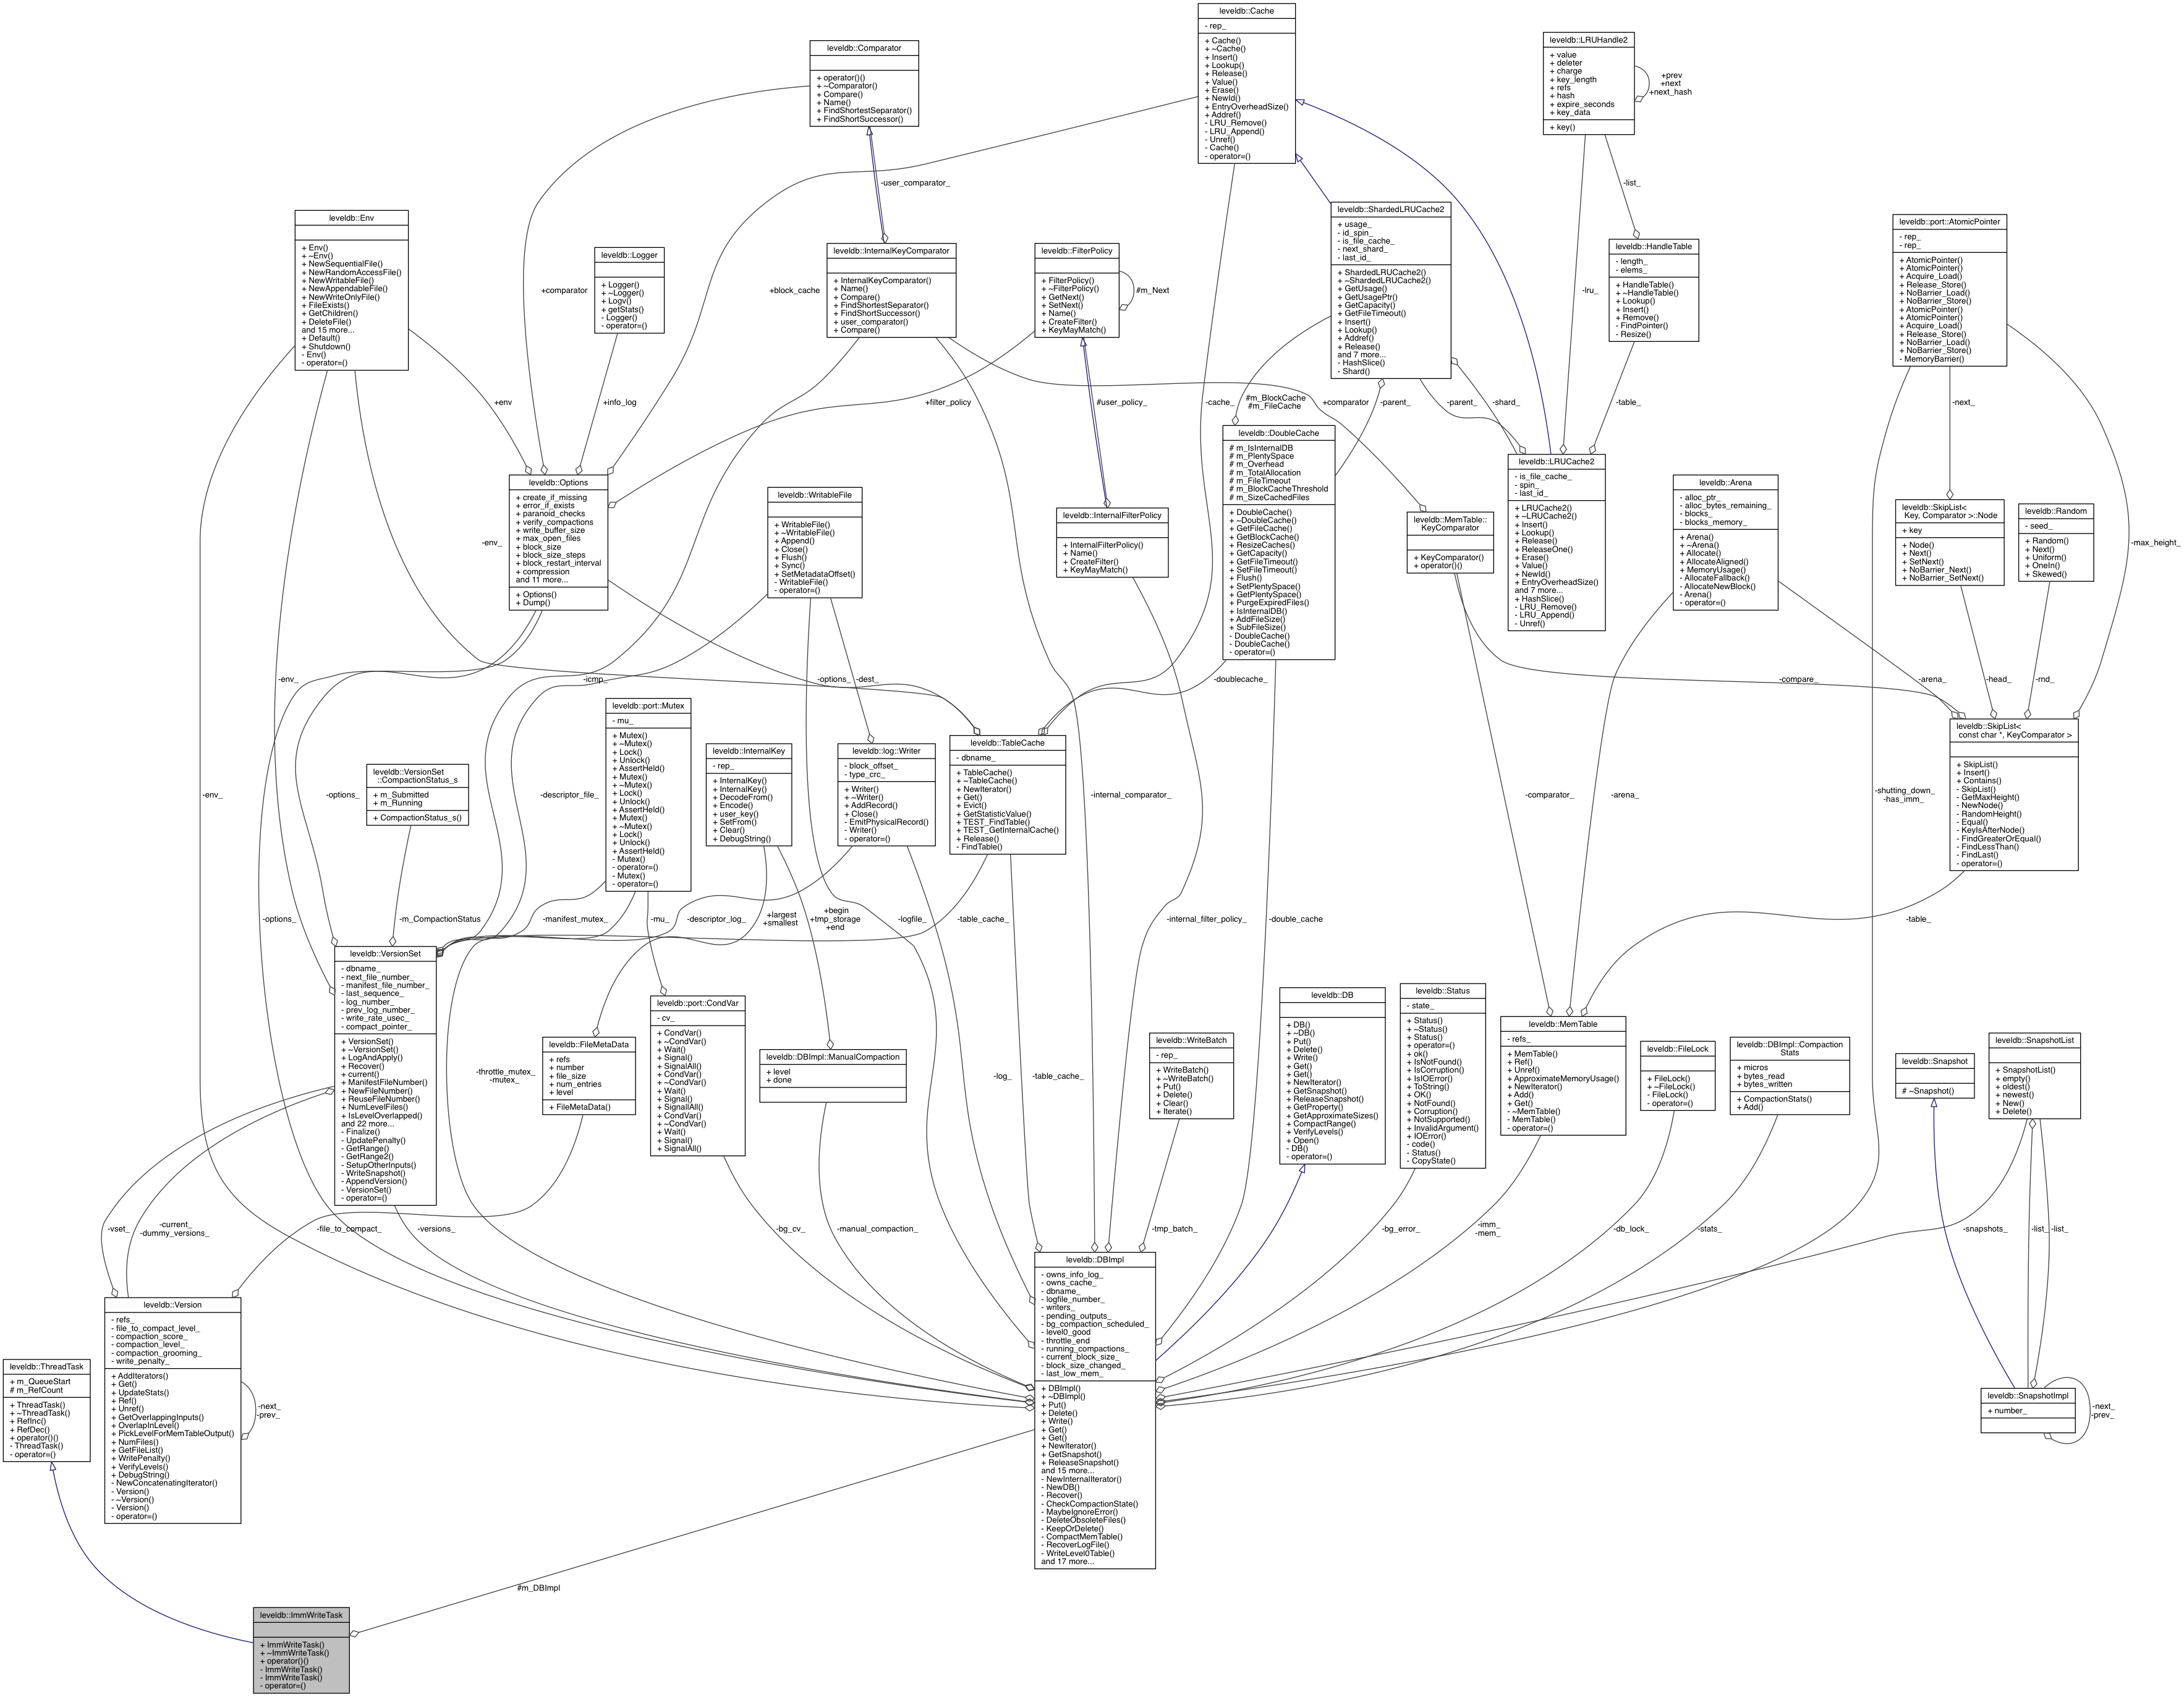 leveldb::Cache
- rep_
+ Cache()
+ ~Cache()
+ Insert()
+ Lookup()
+ Release()
+ Value()
+ Erase()
+ NewId()
+ EntryOverheadSize()
+ Addref()
- LRU_Remove()
- LRU_Append()
- Unref()
- Cache()
- operator=()
leveldb::LRUHandle2
+ value
+ deleter
+ charge
+ key_length
+ refs
+ hash
+ expire_seconds
+ key_data
+ key()
+prev
+next
+next_hash
leveldb::Comparator
+ operator()()
+ ~Comparator()
+ Compare()
+ Name()
+ FindShortestSeparator()
+ FindShortSuccessor()
-user_comparator_
-list_
leveldb::Env
+ Env()
+ ~Env()
+ NewSequentialFile()
+ NewRandomAccessFile()
+ NewWritableFile()
+ NewAppendableFile()
+ NewWriteOnlyFile()
+ FileExists()
+ GetChildren()
+ DeleteFile()
and 15 more...
+ Default()
+ Shutdown()
- Env()
- operator=()
leveldb::Logger
+ Logger()
+ ~Logger()
+ Logv()
+ getStats()
- Logger()
- operator=()
+comparator
+block_cache
leveldb::InternalKeyComparator
+ InternalKeyComparator()
+ Name()
+ Compare()
+ FindShortestSeparator()
+ FindShortSuccessor()
+ user_comparator()
+ Compare()
leveldb::FilterPolicy
+ FilterPolicy()
+ ~FilterPolicy()
+ GetNext()
+ SetNext()
+ Name()
+ CreateFilter()
+ KeyMayMatch()
#m_Next
leveldb::ShardedLRUCache2
+ usage_
- id_spin_
- is_file_cache_
- next_shard_
- last_id_
+ ShardedLRUCache2()
+ ~ShardedLRUCache2()
+ GetUsage()
+ GetUsagePtr()
+ GetCapacity()
+ GetFileTimeout()
+ Insert()
+ Lookup()
+ Addref()
+ Release()
and 7 more...
- HashSlice()
- Shard()
-lru_
leveldb::HandleTable
- length_
- elems_
+ HandleTable()
+ ~HandleTable()
+ Lookup()
+ Insert()
+ Remove()
- FindPointer()
- Resize()
leveldb::port::AtomicPointer
- rep_
- rep_
+ AtomicPointer()
+ AtomicPointer()
+ Acquire_Load()
+ Release_Store()
+ NoBarrier_Load()
+ NoBarrier_Store()
+ AtomicPointer()
+ AtomicPointer()
+ Acquire_Load()
+ Release_Store()
+ NoBarrier_Load()
+ NoBarrier_Store()
- MemoryBarrier()
+env
+info_log
+filter_policy
#user_policy_
-cache_
#m_BlockCache
#m_FileCache
+comparator
-parent_
-parent_
-shard_
-table_
-next_
leveldb::Options
+ create_if_missing
+ error_if_exists
+ paranoid_checks
+ verify_compactions
+ write_buffer_size
+ max_open_files
+ block_size
+ block_size_steps
+ block_restart_interval
+ compression
and 11 more...
+ Options()
+ Dump()
-env_
leveldb::WritableFile
+ WritableFile()
+ ~WritableFile()
+ Append()
+ Close()
+ Flush()
+ Sync()
+ SetMetadataOffset()
- WritableFile()
- operator=()
leveldb::InternalFilterPolicy
+ InternalFilterPolicy()
+ Name()
+ CreateFilter()
+ KeyMayMatch()
leveldb::DoubleCache
# m_IsInternalDB
# m_PlentySpace
# m_Overhead
# m_TotalAllocation
# m_FileTimeout
# m_BlockCacheThreshold
# m_SizeCachedFiles
+ DoubleCache()
+ ~DoubleCache()
+ GetFileCache()
+ GetBlockCache()
+ ResizeCaches()
+ GetCapacity()
+ GetFileTimeout()
+ SetFileTimeout()
+ Flush()
+ SetPlentySpace()
+ GetPlentySpace()
+ PurgeExpiredFiles()
+ IsInternalDB()
+ AddFileSize()
+ SubFileSize()
- DoubleCache()
- DoubleCache()
- operator=()
leveldb::MemTable::
KeyComparator
+ KeyComparator()
+ operator()()
leveldb::LRUCache2
- is_file_cache_
- spin_
- last_id_
+ LRUCache2()
+ ~LRUCache2()
+ Insert()
+ Lookup()
+ Release()
+ ReleaseOne()
+ Erase()
+ Value()
+ NewId()
+ EntryOverheadSize()
and 7 more...
+ HashSlice()
- LRU_Remove()
- LRU_Append()
- Unref()
leveldb::Arena
- alloc_ptr_
- alloc_bytes_remaining_
- blocks_
- blocks_memory_
+ Arena()
+ ~Arena()
+ Allocate()
+ AllocateAligned()
+ MemoryUsage()
- AllocateFallback()
- AllocateNewBlock()
- Arena()
- operator=()
leveldb::SkipList<
Key, Comparator >::Node
+ key
+ Node()
+ Next()
+ SetNext()
+ NoBarrier_Next()
+ NoBarrier_SetNext()
leveldb::Random
- seed_
+ Random()
+ Next()
+ Uniform()
+ OneIn()
+ Skewed()
-max_height_
-env_
-icmp_
-options_
-dest_
-doublecache_
-compare_
-arena_
-head_
-rnd_
leveldb::port::Mutex
- mu_
+ Mutex()
+ ~Mutex()
+ Lock()
+ Unlock()
+ AssertHeld()
+ Mutex()
+ ~Mutex()
+ Lock()
+ Unlock()
+ AssertHeld()
+ Mutex()
+ ~Mutex()
+ Lock()
+ Unlock()
+ AssertHeld()
- Mutex()
- operator=()
- Mutex()
- operator=()
leveldb::InternalKey
- rep_
+ InternalKey()
+ InternalKey()
+ DecodeFrom()
+ Encode()
+ user_key()
+ SetFrom()
+ Clear()
+ DebugString()
leveldb::log::Writer
- block_offset_
- type_crc_
+ Writer()
+ ~Writer()
+ AddRecord()
+ Close()
- EmitPhysicalRecord()
- Writer()
- operator=()
leveldb::TableCache
- dbname_
+ TableCache()
+ ~TableCache()
+ NewIterator()
+ Get()
+ Evict()
+ GetStatisticValue()
+ TEST_FindTable()
+ TEST_GetInternalCache()
+ Release()
- FindTable()
leveldb::SkipList<
const char *, KeyComparator >
+ SkipList()
+ Insert()
+ Contains()
- SkipList()
- GetMaxHeight()
- NewNode()
- RandomHeight()
- Equal()
- KeyIsAfterNode()
- FindGreaterOrEqual()
- FindLessThan()
- FindLast()
- operator=()
leveldb::VersionSet
::CompactionStatus_s
+ m_Submitted
+ m_Running
+ CompactionStatus_s()
-env_
-options_
-descriptor_file_
-internal_comparator_
-comparator_
-arena_
-shutting_down_
-has_imm_
-options_
-m_CompactionStatus
-manifest_mutex_
-mu_
-descriptor_log_
+largest
+smallest
+begin
+tmp_storage
+end
-logfile_
-table_cache_
-internal_filter_policy_
-double_cache
-table_
leveldb::VersionSet
- dbname_
- next_file_number_
- manifest_file_number_
- last_sequence_
- log_number_
- prev_log_number_
- write_rate_usec_
- compact_pointer_
+ VersionSet()
+ ~VersionSet()
+ LogAndApply()
+ Recover()
+ current()
+ ManifestFileNumber()
+ NewFileNumber()
+ ReuseFileNumber()
+ NumLevelFiles()
+ IsLevelOverlapped()
and 22 more...
- Finalize()
- UpdatePenalty()
- GetRange()
- GetRange2()
- SetupOtherInputs()
- WriteSnapshot()
- AppendVersion()
- VersionSet()
- operator=()
leveldb::FileMetaData
+ refs
+ number
+ file_size
+ num_entries
+ level
+ FileMetaData()
-throttle_mutex_
-mutex_
leveldb::port::CondVar
- cv_
+ CondVar()
+ ~CondVar()
+ Wait()
+ Signal()
+ SignalAll()
+ CondVar()
+ ~CondVar()
+ Wait()
+ Signal()
+ SignalAll()
+ CondVar()
+ ~CondVar()
+ Wait()
+ Signal()
+ SignalAll()
leveldb::DBImpl::ManualCompaction
+ level
+ done
-log_
-table_cache_
leveldb::WriteBatch
- rep_
+ WriteBatch()
+ ~WriteBatch()
+ Put()
+ Delete()
+ Clear()
+ Iterate()
leveldb::DB
+ DB()
+ ~DB()
+ Put()
+ Delete()
+ Write()
+ Get()
+ Get()
+ NewIterator()
+ GetSnapshot()
+ ReleaseSnapshot()
+ GetProperty()
+ GetApproximateSizes()
+ CompactRange()
+ VerifyLevels()
+ Open()
- DB()
- operator=()
leveldb::Status
- state_
+ Status()
+ ~Status()
+ Status()
+ operator=()
+ ok()
+ IsNotFound()
+ IsCorruption()
+ IsIOError()
+ ToString()
+ OK()
+ NotFound()
+ Corruption()
+ NotSupported()
+ InvalidArgument()
+ IOError()
- code()
- Status()
- CopyState()
leveldb::MemTable
- refs_
+ MemTable()
+ Ref()
+ Unref()
+ ApproximateMemoryUsage()
+ NewIterator()
+ Add()
+ Get()
- ~MemTable()
- MemTable()
- operator=()
leveldb::FileLock
+ FileLock()
+ ~FileLock()
- FileLock()
- operator=()
leveldb::DBImpl::Compaction
Stats
+ micros
+ bytes_read
+ bytes_written
+ CompactionStats()
+ Add()
leveldb::Snapshot
# ~Snapshot()
leveldb::SnapshotList
+ SnapshotList()
+ empty()
+ oldest()
+ newest()
+ New()
+ Delete()
-vset_
-current_
-dummy_versions_
-file_to_compact_
-versions_
-bg_cv_
-manual_compaction_
-tmp_batch_
-bg_error_
-imm_
-mem_
-db_lock_
-stats_
-snapshots_
-list_
-list_
leveldb::Version
- refs_
- file_to_compact_level_
- compaction_score_
- compaction_level_
- compaction_grooming_
- write_penalty_
+ AddIterators()
+ Get()
+ UpdateStats()
+ Ref()
+ Unref()
+ GetOverlappingInputs()
+ OverlapInLevel()
+ PickLevelForMemTableOutput()
+ NumFiles()
+ GetFileList()
+ WritePenalty()
+ VerifyLevels()
+ DebugString()
- NewConcatenatingIterator()
- Version()
- ~Version()
- Version()
- operator=()
-next_
-prev_
leveldb::ThreadTask
+ m_QueueStart
# m_RefCount
+ ThreadTask()
+ ~ThreadTask()
+ RefInc()
+ RefDec()
+ operator()()
- ThreadTask()
- operator=()
leveldb::DBImpl
- owns_info_log_
- owns_cache_
- dbname_
- logfile_number_
- writers_
- pending_outputs_
- bg_compaction_scheduled_
- level0_good
- throttle_end
- running_compactions_
- current_block_size_
- block_size_changed_
- last_low_mem_
+ DBImpl()
+ ~DBImpl()
+ Put()
+ Delete()
+ Write()
+ Get()
+ Get()
+ NewIterator()
+ GetSnapshot()
+ ReleaseSnapshot()
and 15 more...
- NewInternalIterator()
- NewDB()
- Recover()
- CheckCompactionState()
- MaybeIgnoreError()
- DeleteObsoleteFiles()
- KeepOrDelete()
- CompactMemTable()
- RecoverLogFile()
- WriteLevel0Table()
and 17 more...
leveldb::SnapshotImpl
+ number_
-next_
-prev_
#m_DBImpl
leveldb::ImmWriteTask
+ ImmWriteTask()
+ ~ImmWriteTask()
+ operator()()
- ImmWriteTask()
- ImmWriteTask()
- operator=()